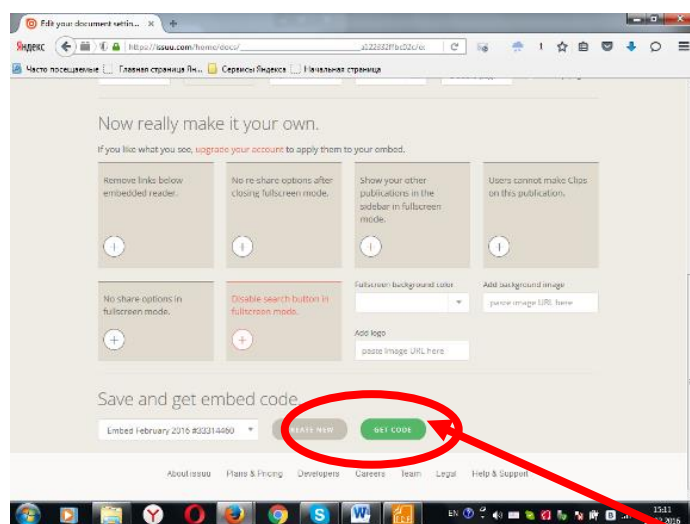 Edit your document settin...
Яндекс
https://issuu.com/home/docs/
Часто посещаемые Главная страница Ян... Сервисы Яндекса Начальная страница
Now really make it your own.
If you like what you see, upgrade your account to apply them to your embed.
Remove links below
embedded reader.
No re-share options after
closing fullscreen mode.
Show your other
publications in the
sidebar in fullscreen
mode.
Users cannot make Clips
on this publication.
No share options in
fullscreen mode.
Disable search button in
fullscreen mode.
Fullscreen background color
Add background image
paste image URL here
Add logo
paste image URL here
Save and get embed code.
Embed February 2016 #33314460
GET CODE
About issuu Plans & Pricing Developers Careers Team Legal Help & Support
EN
15:11
2016